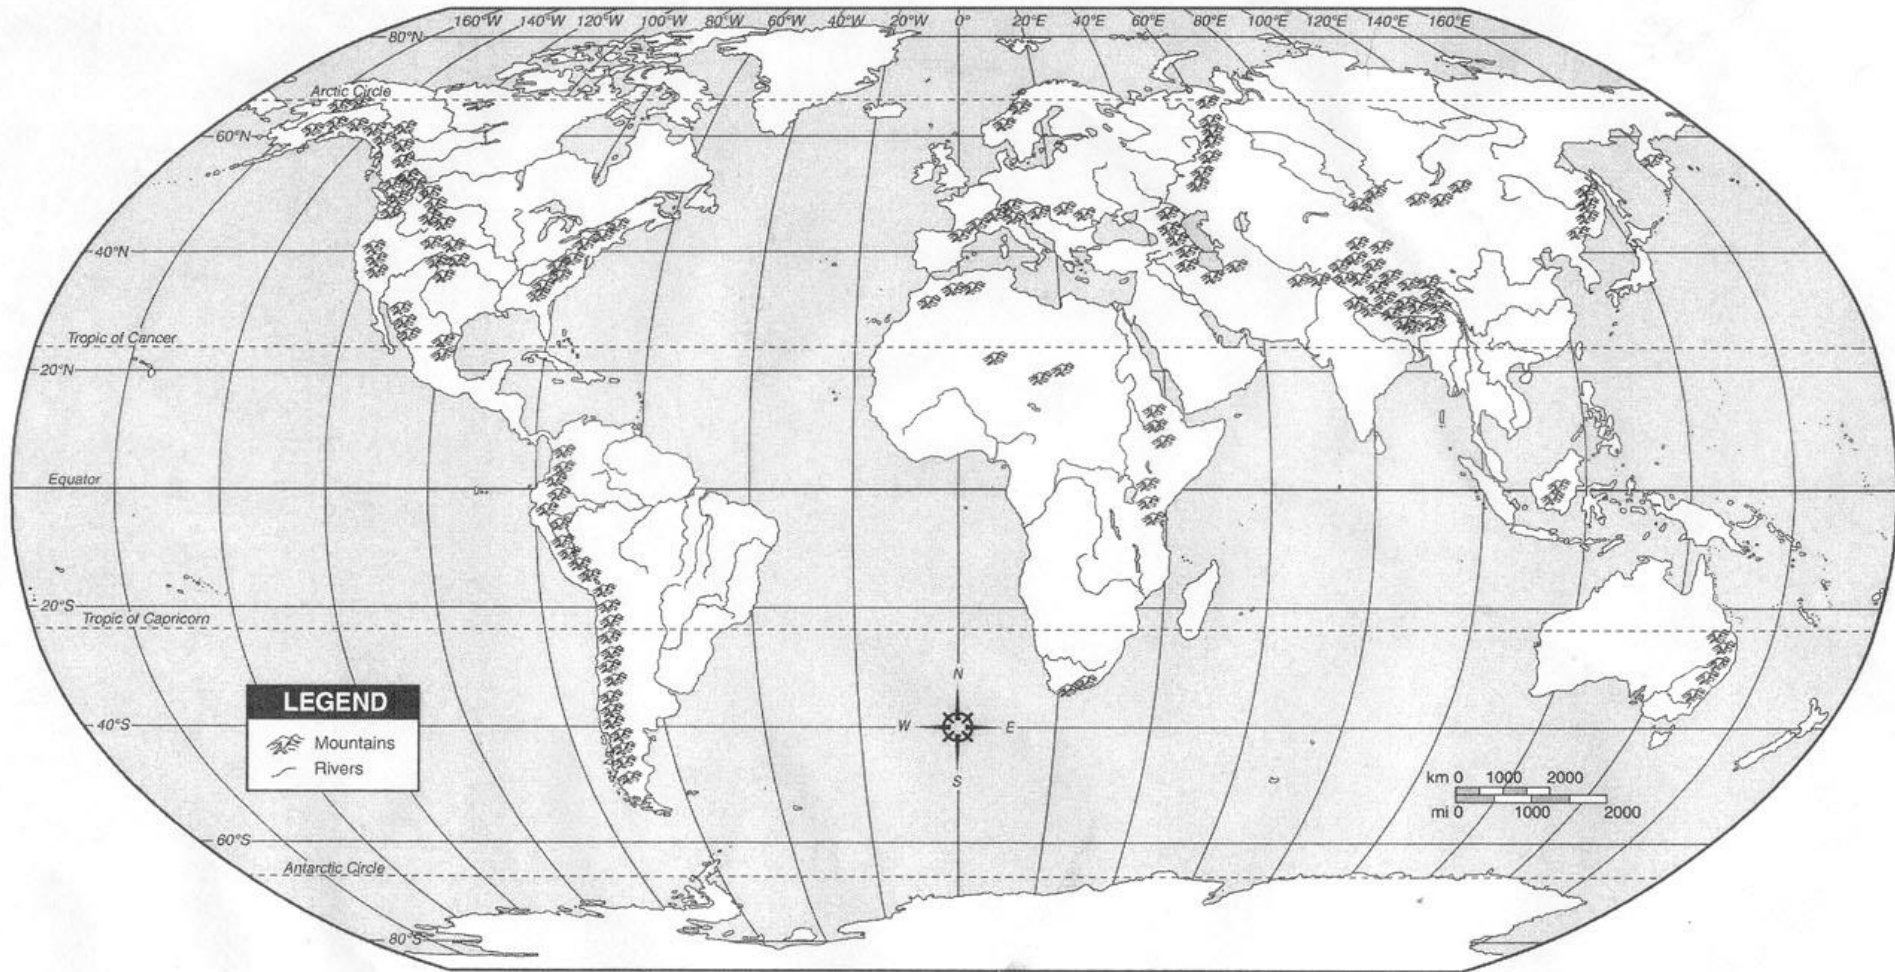 160°W 140°W 120°W 100°W 80°W 60°W 40°W 20°W 0° 20°E 40°E 60°E 80°E 100°E 120°E 140°E 160°E
80°N
Arctic Circle
60°N
40°N
Tropic of Cancer
20°N
Equator
20°S
Tropic of Capricorn
N
LEGEND
40°S
W E
Mountains
Rivers
S
km 0 1000 2000
mi 0 1000 2000
60°S
Antarctic Circle
80°S